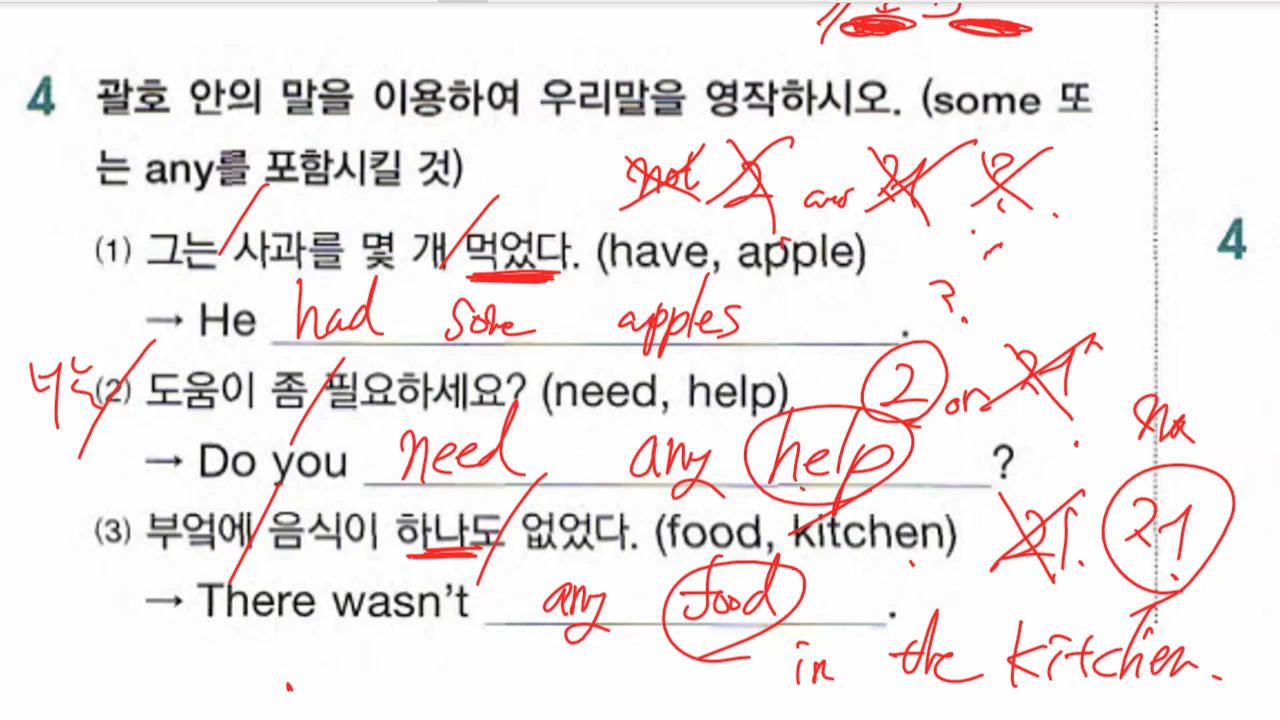 4 괄호 안의 말을 이용하여 우리말을 영작하시오. (some 또
는 any를 포함시킬 것)
not 2
(1) 그는 사과를 몇 개 먹었다. (have, apple)
→ He had some apples .
?
4
(2) 도움이 좀 필요하세요? (need, help)
2 or
→ Do you need any help ?
(3) 부엌에 음식이 하나도 없었다. (food, kitchen)
→ There wasn't any food .
in the kitchen.